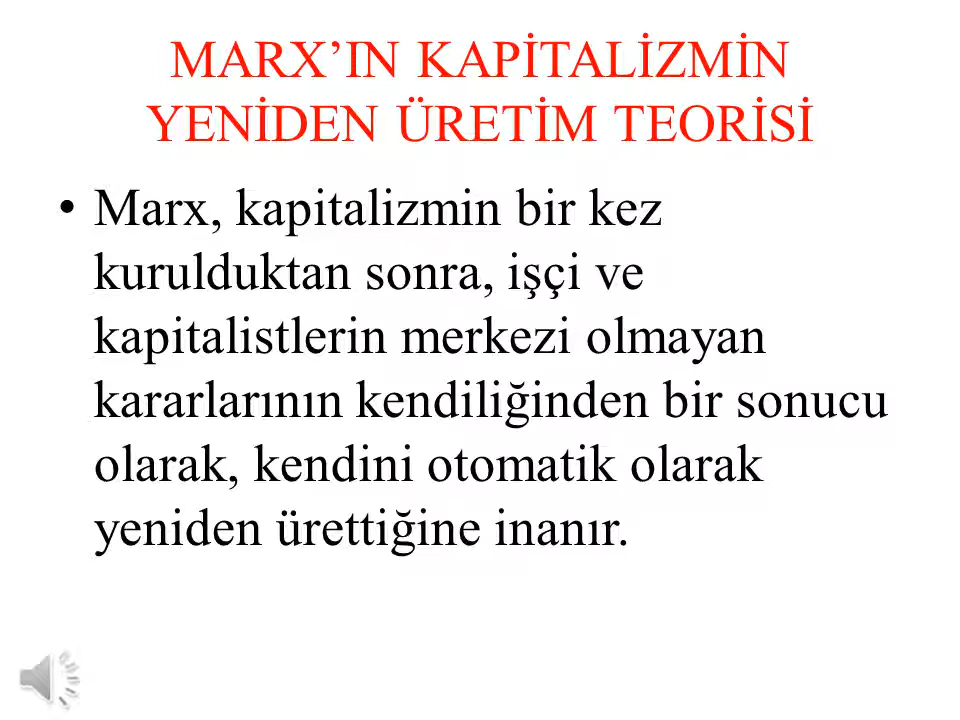 MARX’IN KAPİTALİZMİN
YENİDEN ÜRETİM TEORİSİ
• Marx, kapitalizmin bir kez
kurulduktan sonra, işçi ve
kapitalistlerin merkezi olmayan
kararlarının kendiliğinden bir sonucu
olarak, kendini otomatik olarak
yeniden ürettiğine inanır.